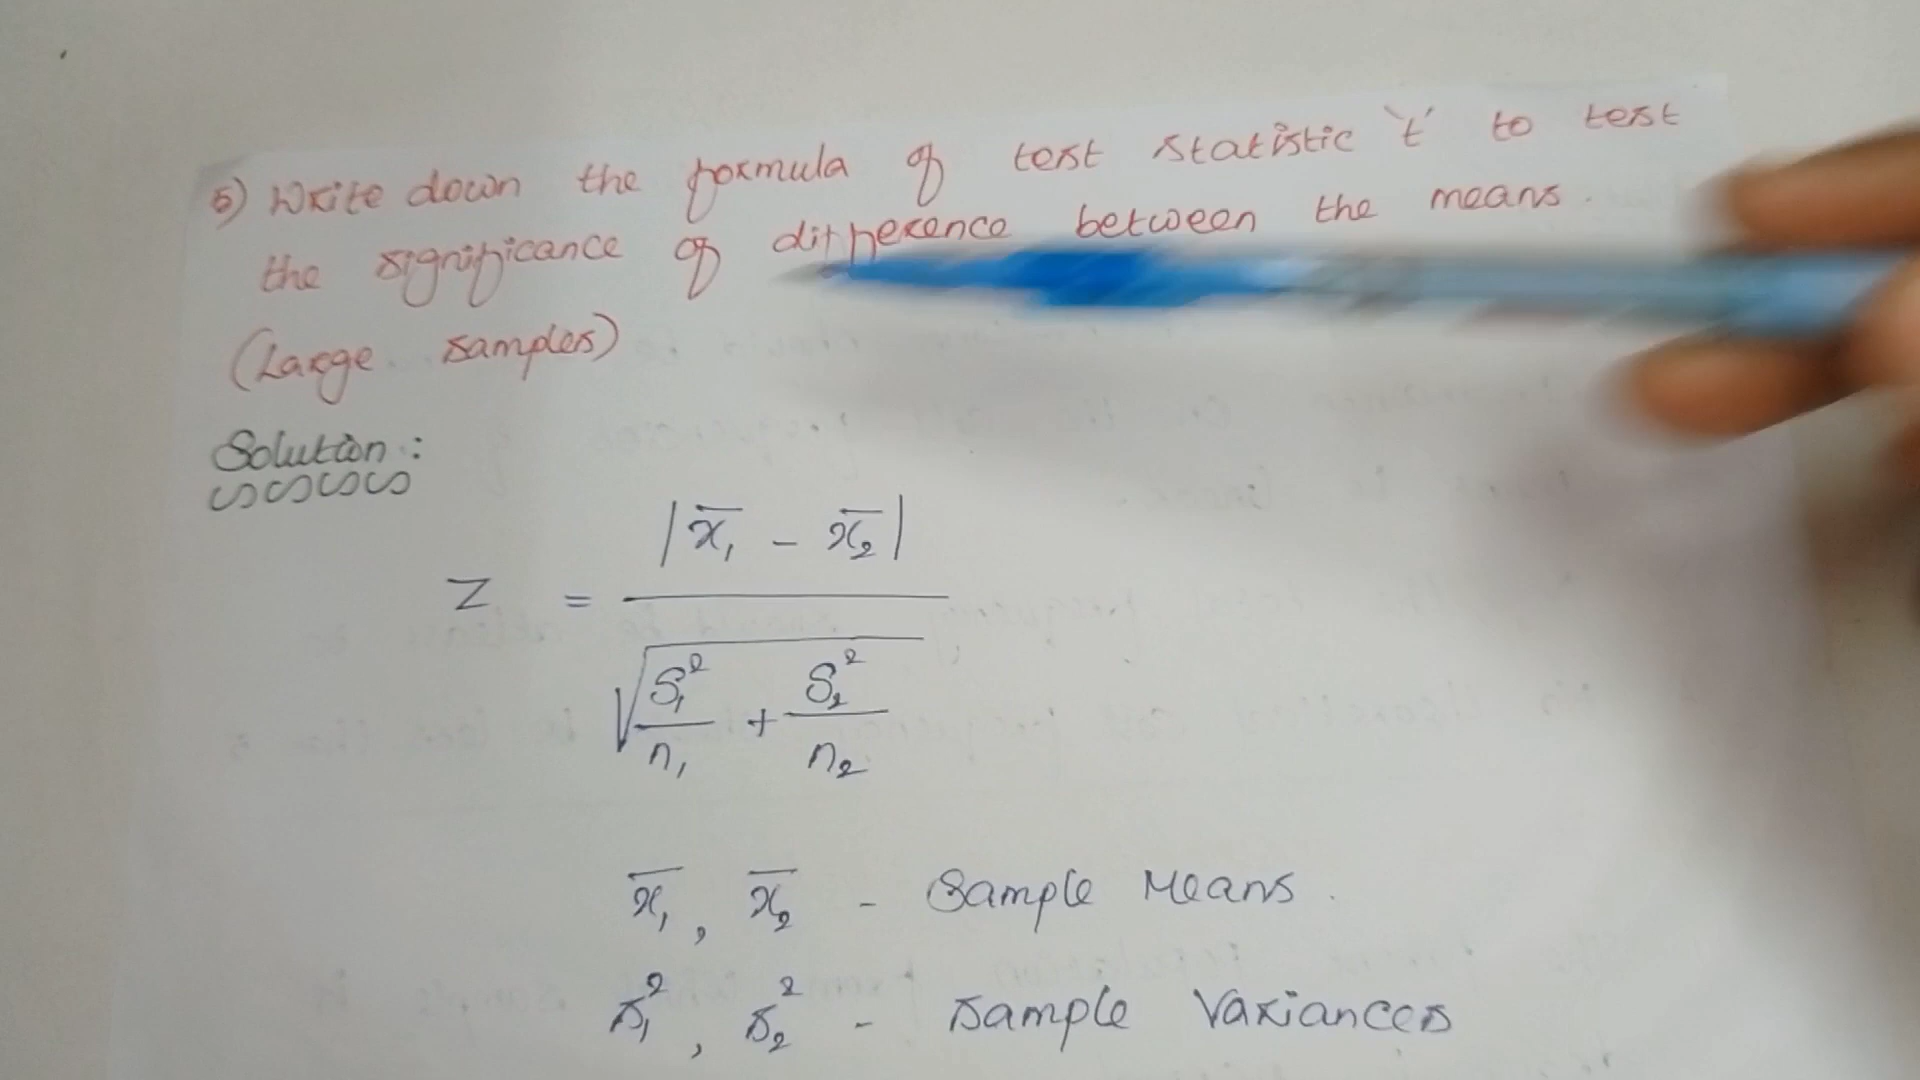 5) Write down the formula of test statistic 't' to test
the significance of difference between the means.
(Large samples)
Solution :
Z = |x̄₁ - x̄₂| / √(S₁²/n₁ + S₂²/n₂)
x̄₁, x̄₂ - Sample Means.
s₁², s₂² - sample Variances